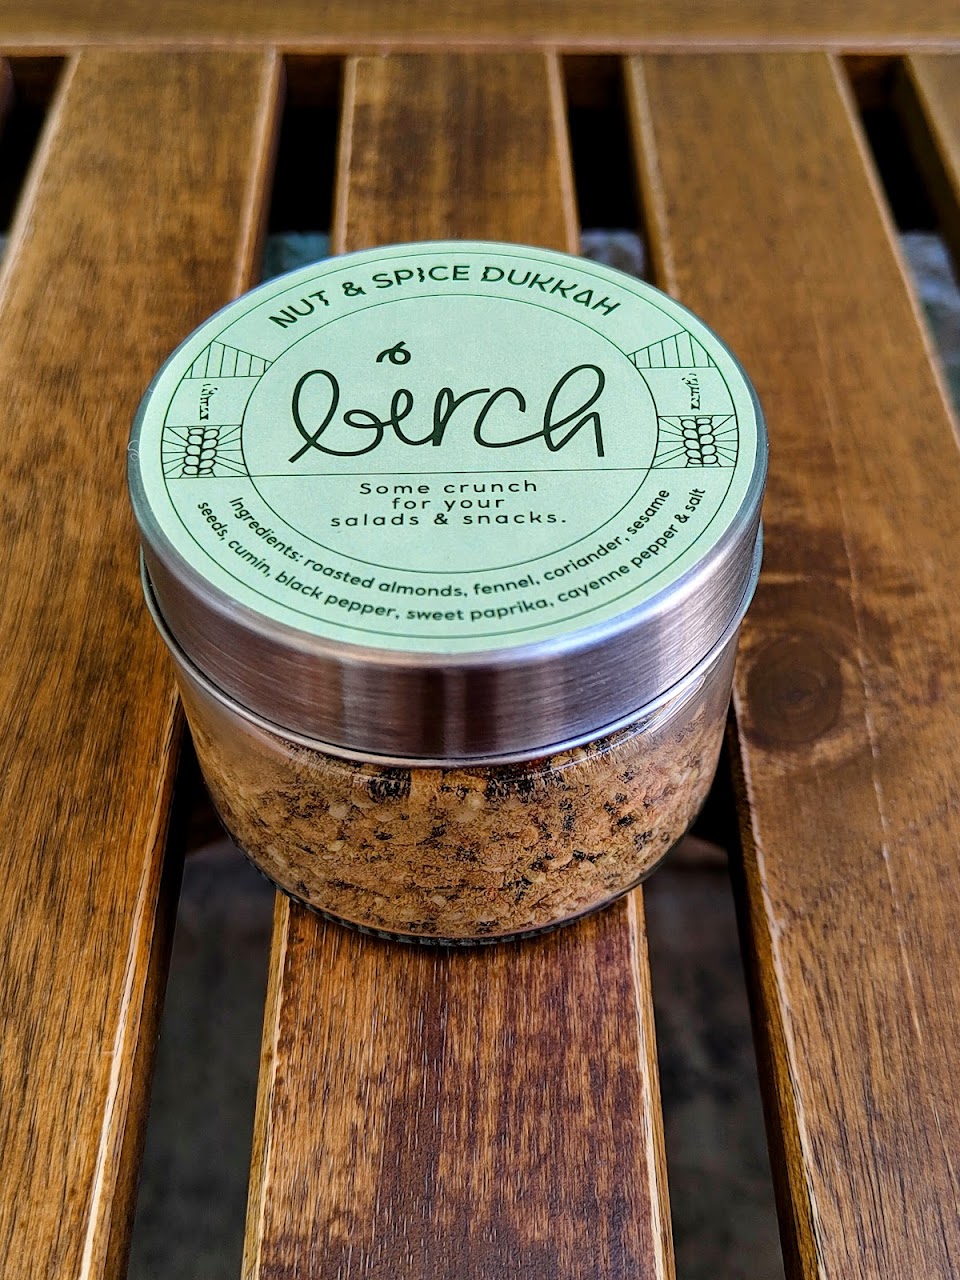 NUT & SPICE DUKKAH
birch
Some crunch
for your
salads & snacks.
Ingredients: roasted almonds, fennel, coriander, sesame
seeds, cumin, black pepper, sweet paprika, cayenne pepper & salt